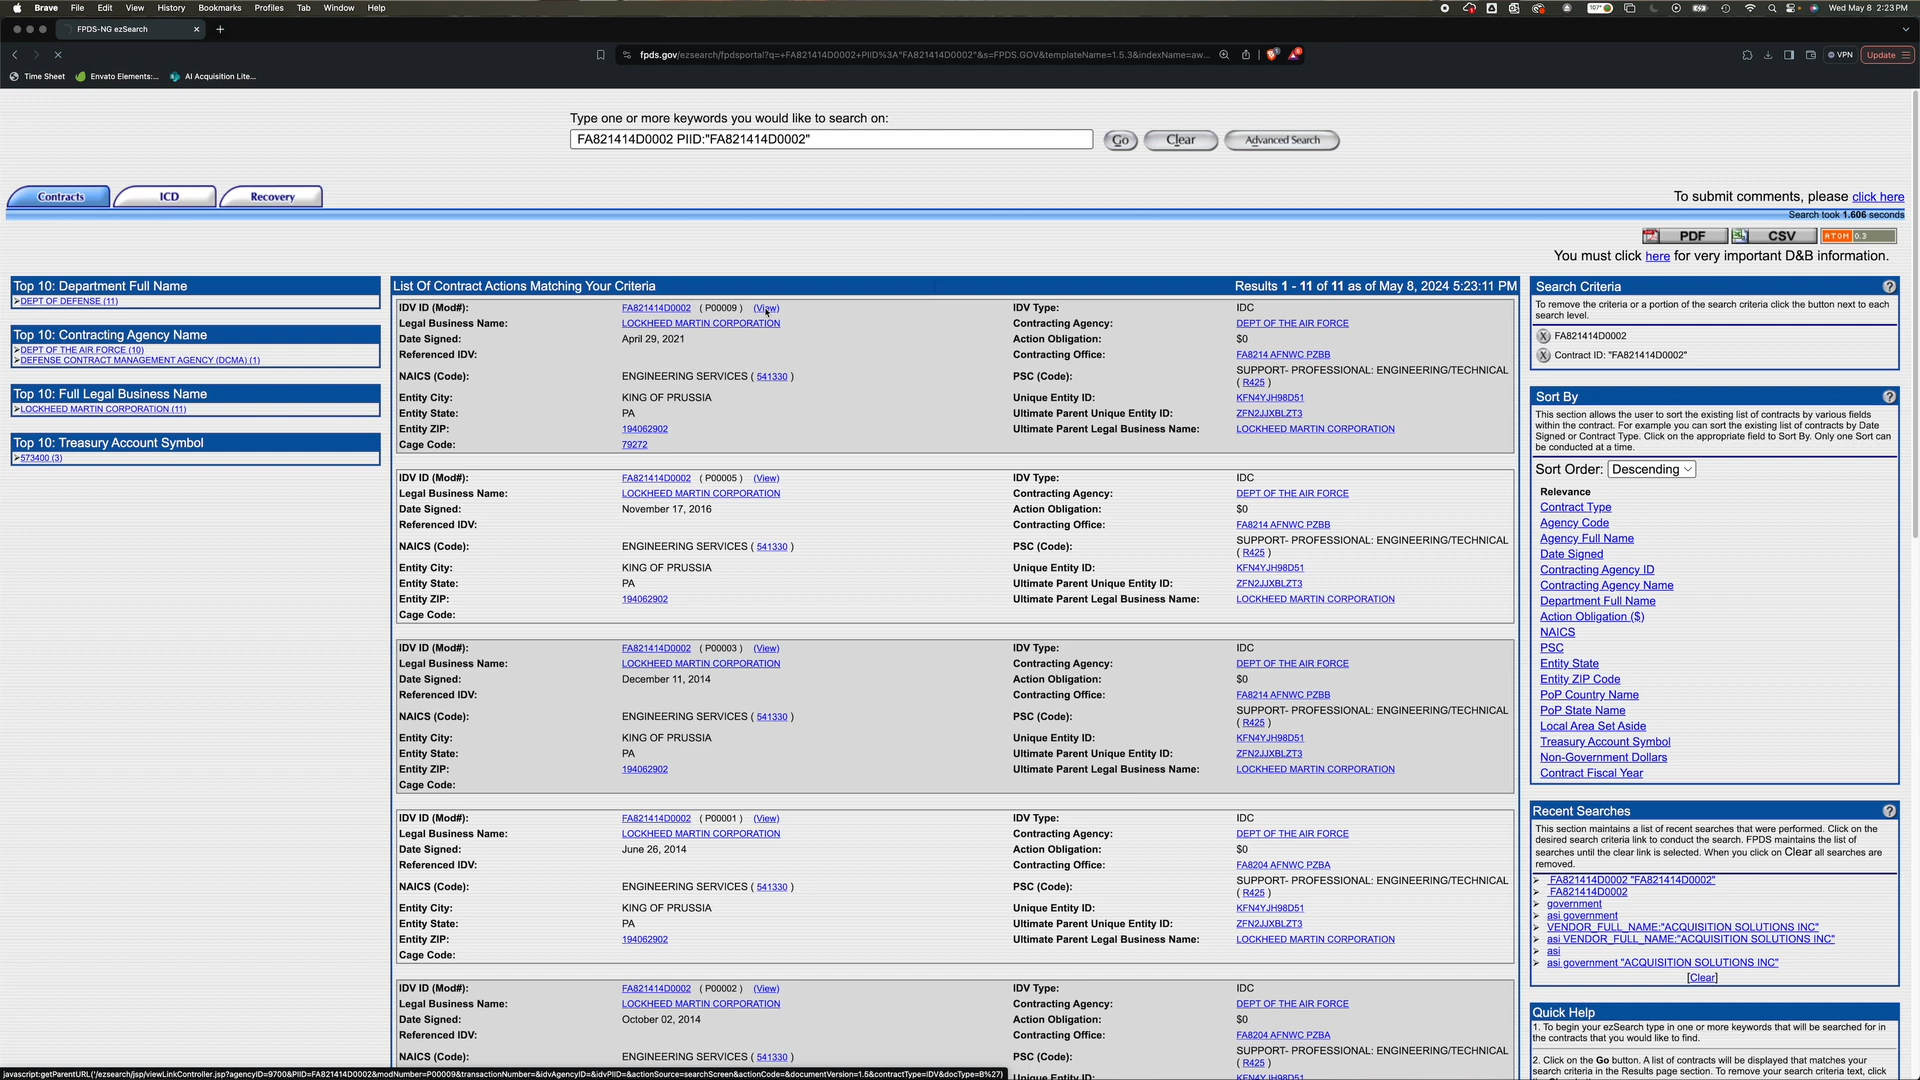 Brave File Edit View History Bookmarks Profiles Tab Window Help
107° Wed May 8 2:23 PM
FPDS-NG ezSearch
fpds.gov/ezsearch/fpdsportal?q=+FA821414D0002+PIID%3A"FA821414D0002"&s=FPDS.GOV&templateName=1.5.3&indexName=aw...
VPN Update
Time Sheet Envato Elements:... AI Acquisition Lite...
Type one or more keywords you would like to search on:
FA821414D0002 PIID:"FA821414D0002" Go Clear Advanced Search
Contracts ICD Recovery
To submit comments, please click here
Search took 1.606 seconds
PDF CSV ATOM 0.3
You must click here for very important D&B information.
Top 10: Department Full Name
DEPT OF DEFENSE (11)
Top 10: Contracting Agency Name
DEPT OF THE AIR FORCE (10)
DEFENSE CONTRACT MANAGEMENT AGENCY (DCMA) (1)
Top 10: Full Legal Business Name
LOCKHEED MARTIN CORPORATION (11)
Top 10: Treasury Account Symbol
573400 (3)
List Of Contract Actions Matching Your Criteria Results 1 - 11 of 11 as of May 8, 2024 5:23:11 PM
IDV ID (Mod#): FA821414D0002 ( P00009 ) (View) IDV Type: IDC
Legal Business Name: LOCKHEED MARTIN CORPORATION Contracting Agency: DEPT OF THE AIR FORCE
Date Signed: April 29, 2021 Action Obligation: $0
Referenced IDV: Contracting Office: FA8214 AFNWC PZBB
NAICS (Code): ENGINEERING SERVICES ( 541330 ) PSC (Code): SUPPORT- PROFESSIONAL: ENGINEERING/TECHNICAL
( R425 )
Entity City: KING OF PRUSSIA Unique Entity ID: KFN4YJH98D51
Entity State: PA Ultimate Parent Unique Entity ID: ZFN2JJXBLZT3
Entity ZIP: 194062902 Ultimate Parent Legal Business Name: LOCKHEED MARTIN CORPORATION
Cage Code: 79272
IDV ID (Mod#): FA821414D0002 ( P00005 ) (View) IDV Type: IDC
Legal Business Name: LOCKHEED MARTIN CORPORATION Contracting Agency: DEPT OF THE AIR FORCE
Date Signed: November 17, 2016 Action Obligation: $0
Referenced IDV: Contracting Office: FA8214 AFNWC PZBB
NAICS (Code): ENGINEERING SERVICES ( 541330 ) PSC (Code): SUPPORT- PROFESSIONAL: ENGINEERING/TECHNICAL
( R425 )
Entity City: KING OF PRUSSIA Unique Entity ID: KFN4YJH98D51
Entity State: PA Ultimate Parent Unique Entity ID: ZFN2JJXBLZT3
Entity ZIP: 194062902 Ultimate Parent Legal Business Name: LOCKHEED MARTIN CORPORATION
Cage Code:
IDV ID (Mod#): FA821414D0002 ( P00003 ) (View) IDV Type: IDC
Legal Business Name: LOCKHEED MARTIN CORPORATION Contracting Agency: DEPT OF THE AIR FORCE
Date Signed: December 11, 2014 Action Obligation: $0
Referenced IDV: Contracting Office: FA8214 AFNWC PZBB
NAICS (Code): ENGINEERING SERVICES ( 541330 ) PSC (Code): SUPPORT- PROFESSIONAL: ENGINEERING/TECHNICAL
( R425 )
Entity City: KING OF PRUSSIA Unique Entity ID: KFN4YJH98D51
Entity State: PA Ultimate Parent Unique Entity ID: ZFN2JJXBLZT3
Entity ZIP: 194062902 Ultimate Parent Legal Business Name: LOCKHEED MARTIN CORPORATION
Cage Code:
IDV ID (Mod#): FA821414D0002 ( P00001 ) (View) IDV Type: IDC
Legal Business Name: LOCKHEED MARTIN CORPORATION Contracting Agency: DEPT OF THE AIR FORCE
Date Signed: June 26, 2014 Action Obligation: $0
Referenced IDV: Contracting Office: FA8204 AFNWC PZBA
NAICS (Code): ENGINEERING SERVICES ( 541330 ) PSC (Code): SUPPORT- PROFESSIONAL: ENGINEERING/TECHNICAL
( R425 )
Entity City: KING OF PRUSSIA Unique Entity ID: KFN4YJH98D51
Entity State: PA Ultimate Parent Unique Entity ID: ZFN2JJXBLZT3
Entity ZIP: 194062902 Ultimate Parent Legal Business Name: LOCKHEED MARTIN CORPORATION
Cage Code:
IDV ID (Mod#): FA821414D0002 ( P00002 ) (View) IDV Type: IDC
Legal Business Name: LOCKHEED MARTIN CORPORATION Contracting Agency: DEPT OF THE AIR FORCE
Date Signed: October 02, 2014 Action Obligation: $0
Referenced IDV: Contracting Office: FA8204 AFNWC PZBA
NAICS (Code): ENGINEERING SERVICES ( 541330 ) PSC (Code): SUPPORT- PROFESSIONAL: ENGINEERING/TECHNICAL
( R425 )
Unique Entity ID: KFN4YJH98D51
Search Criteria
To remove the criteria or a portion of the search criteria click the button next to each
search level.
FA821414D0002
Contract ID: "FA821414D0002"
Sort By
This section allows the user to sort the existing list of contracts by various fields
within the contract. For example you can sort the existing list of contracts by Date
Signed or Contract Type. Click on the appropriate field to Sort By. Only one Sort can
be conducted at a time.
Sort Order: Descending
Relevance
Contract Type
Agency Code
Agency Full Name
Date Signed
Contracting Agency ID
Contracting Agency Name
Department Full Name
Action Obligation ($)
NAICS
PSC
Entity State
Entity ZIP Code
PoP Country Name
PoP State Name
Local Area Set Aside
Treasury Account Symbol
Non-Government Dollars
Contract Fiscal Year
Recent Searches
This section maintains a list of recent searches that were performed. Click on the
desired search criteria link to conduct the search. FPDS maintains the list of
searches until the clear link is selected. When you click on Clear all searches are
removed.
FA821414D0002 "FA821414D0002"
FA821414D0002
government
asi government
VENDOR_FULL_NAME:"ACQUISITION SOLUTIONS INC"
asi VENDOR_FULL_NAME:"ACQUISITION SOLUTIONS INC"
asi
asi government "ACQUISITION SOLUTIONS INC"
[Clear]
Quick Help
1. To begin your ezSearch type in one or more keywords that will be searched for in
the contracts that you would like to find.
2. Click on the Go button. A list of contracts will be displayed that matches your
search criteria in the Results page section. To remove your search criteria text, click
javascript:getParentURL('/ezsearch/jsp/viewLinkController.jsp?agencyID=9700&PIID=FA821414D0002&modNumber=P00009&transactionNumber=&idvAgencyID=&idvPIID=&actionSource=searchScreen&actionCode=&documentVersion=1.5&contractType=IDV&docType=B%27)